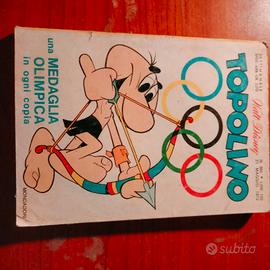 Walt Disney
TOPOLINO
una MEDAGLIA
OLIMPICA
in ogni copia
MONDADORI
subito